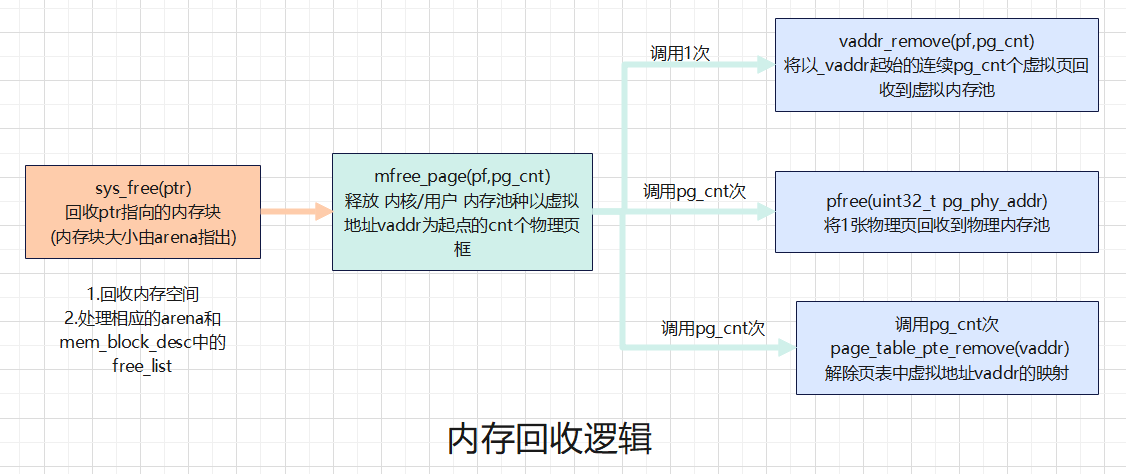 sys_free(ptr)
回收ptr指向的内存块
(内存块大小由arena指出)
1.回收内存空间
2.处理相应的arena和
mem_block_desc中的
free_list
mfree_page(pf,pg_cnt)
释放 内核/用户 内存池种以虚拟
地址vaddr为起点的cnt个物理页
框
调用1次
vaddr_remove(pf,pg_cnt)
将以_vaddr起始的连续pg_cnt个虚拟页回
收到虚拟内存池
调用pg_cnt次
pfree(uint32_t pg_phy_addr)
将1张物理页回收到物理内存池
调用pg_cnt次
调用pg_cnt次
page_table_pte_remove(vaddr)
解除页表中虚拟地址vaddr的映射
内存回收逻辑